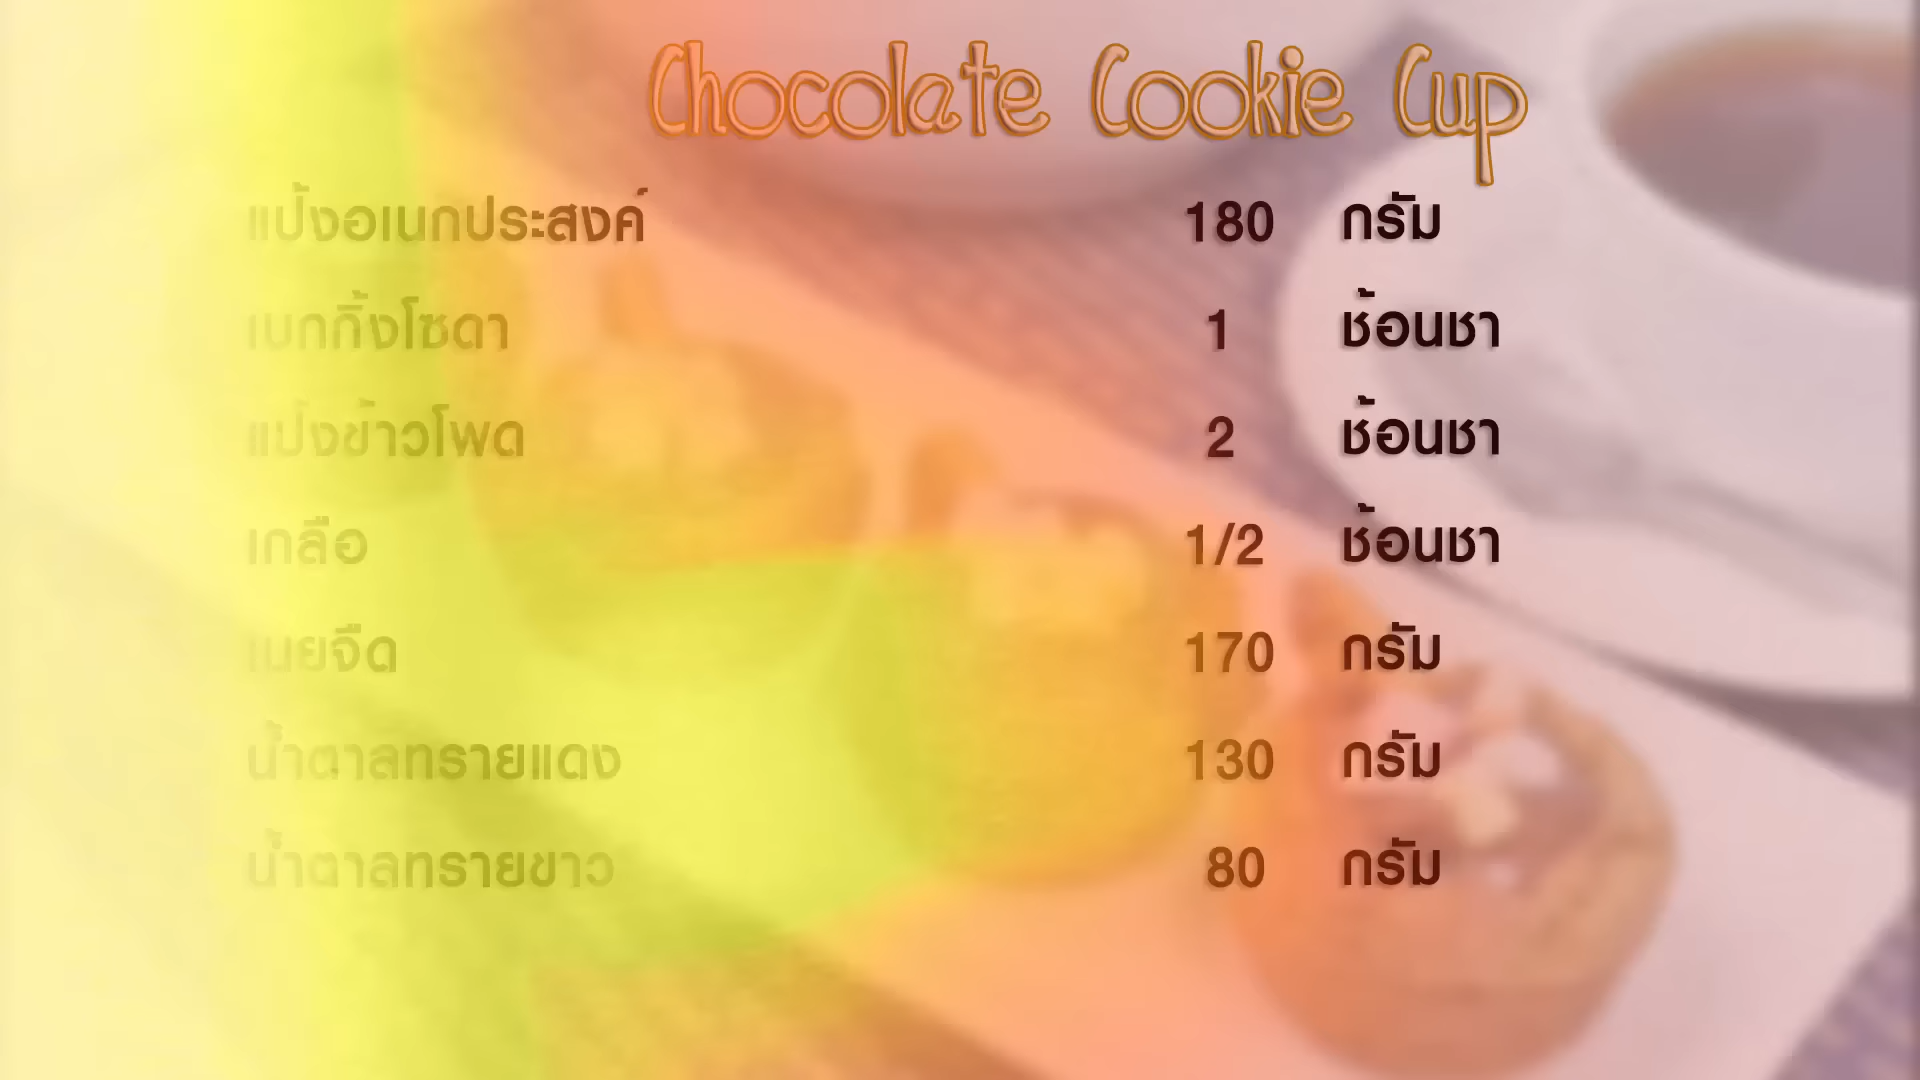 Chocolate Cookie Cup
แป้งอเนกประสงค์ 180 กรัม
เบกกิ้งโซดา 1 ช้อนชา
แป้งข้าวโพด 2 ช้อนชา
เกลือ 1/2 ช้อนชา
เนยจืด 170 กรัม
น้ำตาลทรายแดง 130 กรัม
น้ำตาลทรายขาว 80 กรัม